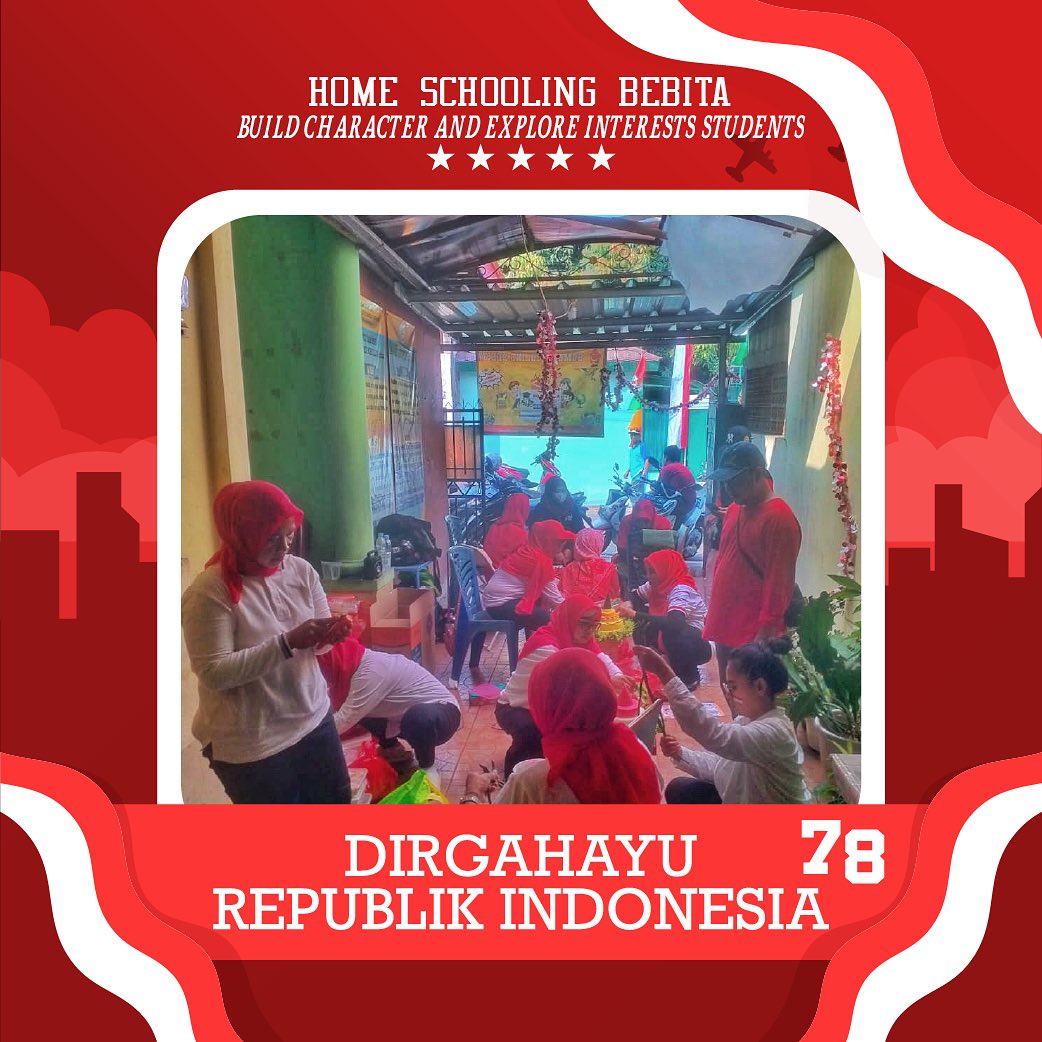 HOME SCHOOLING BEBITA
BUILD CHARACTER AND EXPLORE INTERESTS STUDENTS
DIRGAHAYU
78
REPUBLIK INDONESIA